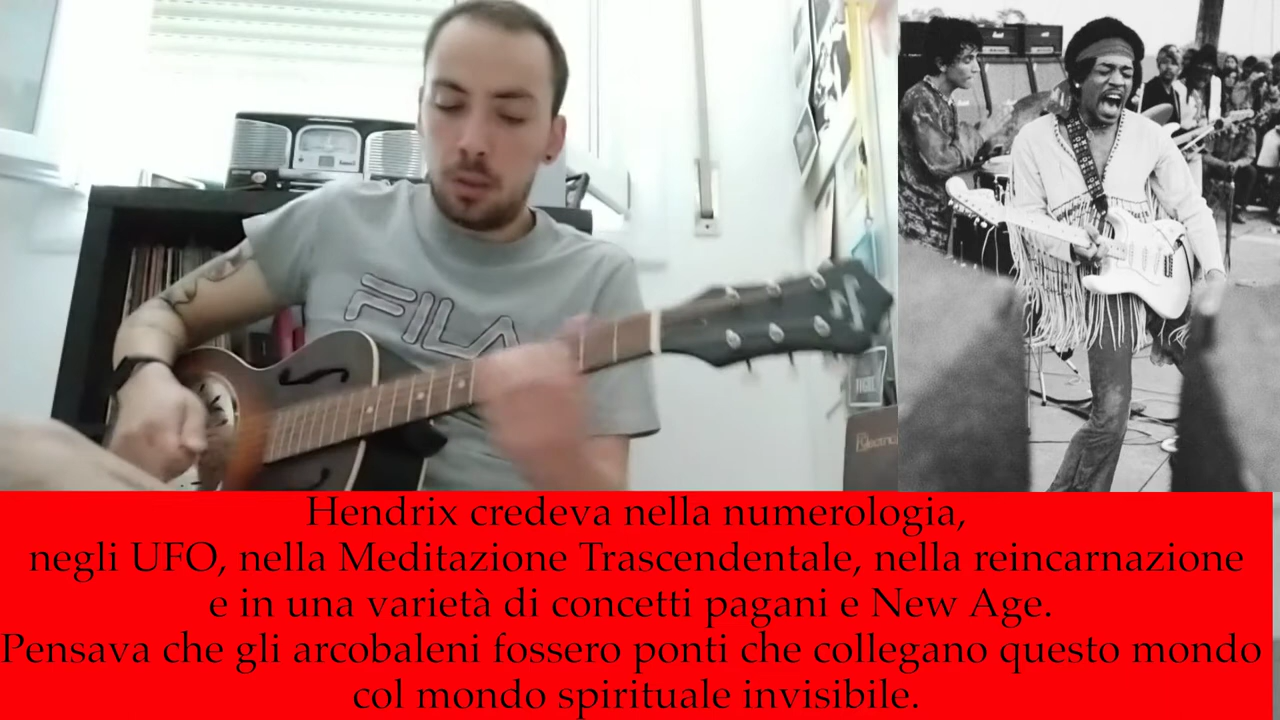 FILA
Hendrix credeva nella numerologia,
negli UFO, nella Meditazione Trascendentale, nella reincarnazione
e in una varietà di concetti pagani e New Age.
Pensava che gli arcobaleni fossero ponti che collegano questo mondo
col mondo spirituale invisibile.